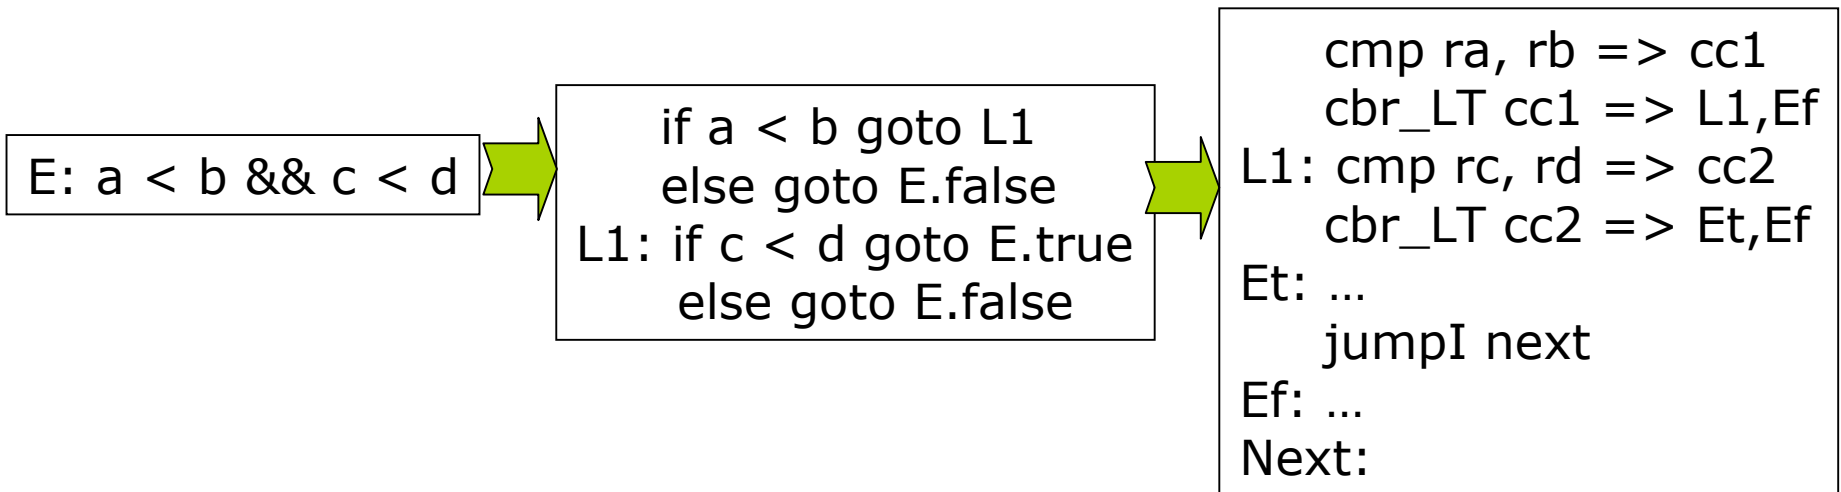 E: a < b && c < d
if a < b goto L1
else goto E.false
L1: if c < d goto E.true
else goto E.false
cmp ra, rb => cc1
cbr_LT cc1 => L1,Ef
L1: cmp rc, rd => cc2
cbr_LT cc2 => Et,Ef
Et: …
jumpI next
Ef: …
Next: